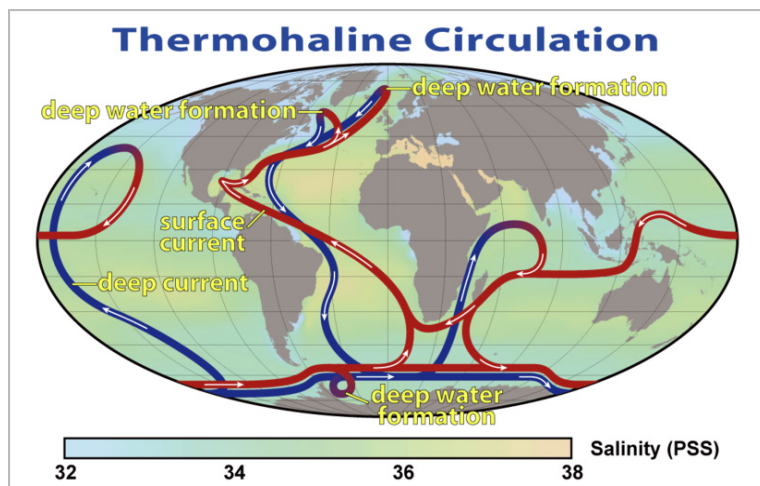 Thermohaline Circulation
deep water formation
deep water formation
surface
current
deep current
deep water
formation
Salinity (PSS)
32 34 36 38